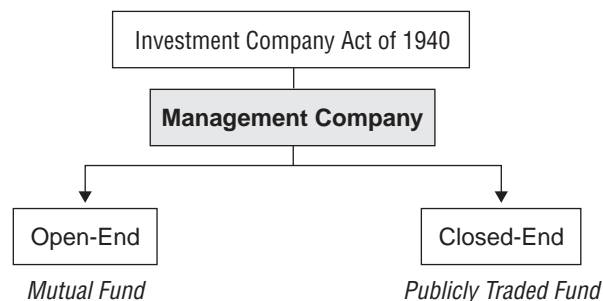 Investment Company Act of 1940
Management Company
Open-End
Closed-End
Mutual Fund
Publicly Traded Fund